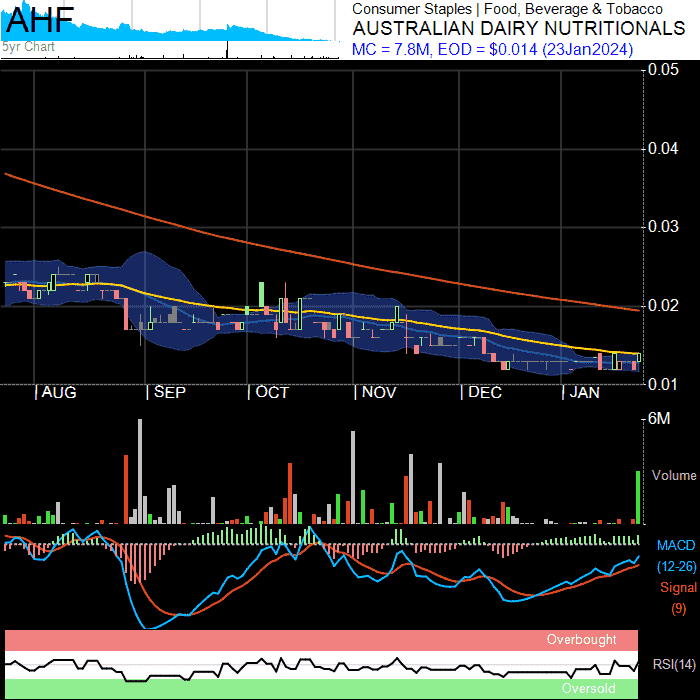 AHF
5yr Chart
Consumer Staples | Food, Beverage & Tobacco
AUSTRALIAN DAIRY NUTRITIONALS
MC = 7.8M, EOD = $0.014 (23Jan2024)
0.05
0.04
0.03
0.02
0.01
| AUG | SEP | OCT | NOV | DEC | JAN
6M
Volume
MACD
(12-26)
Signal
(9)
Overbought
RSI(14)
Oversold